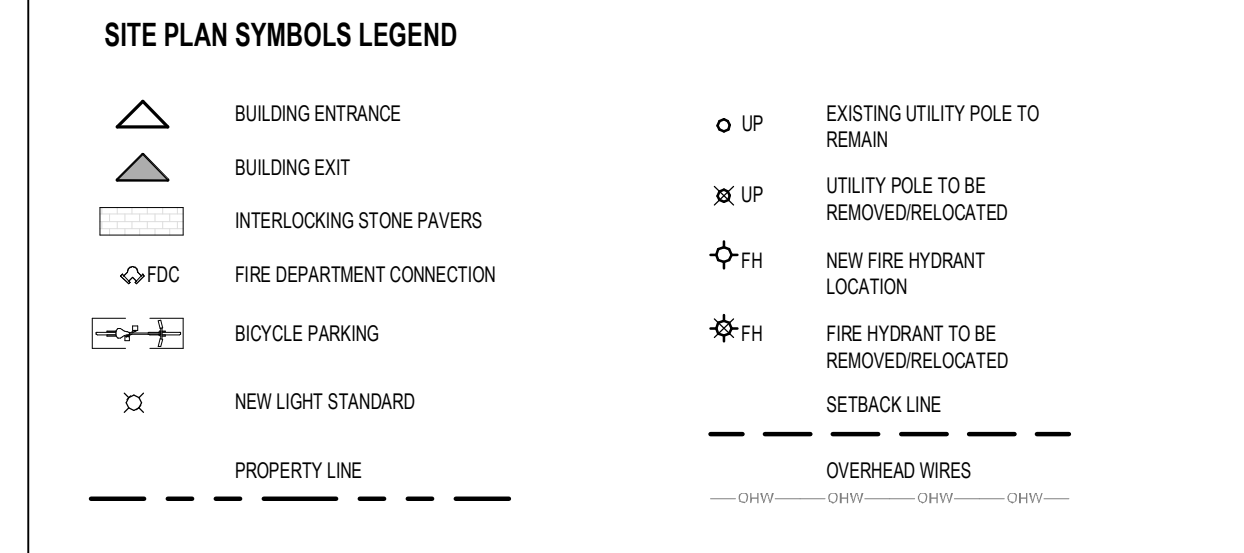 SITE PLAN SYMBOLS LEGEND
BUILDING ENTRANCE
BUILDING EXIT
INTERLOCKING STONE PAVERS
FDC FIRE DEPARTMENT CONNECTION
BICYCLE PARKING
NEW LIGHT STANDARD
PROPERTY LINE
UP EXISTING UTILITY POLE TO
REMAIN
UP UTILITY POLE TO BE
REMOVED/RELOCATED
FH NEW FIRE HYDRANT
LOCATION
FH FIRE HYDRANT TO BE
REMOVED/RELOCATED
SETBACK LINE
OVERHEAD WIRES
OHW OHW OHW OHW